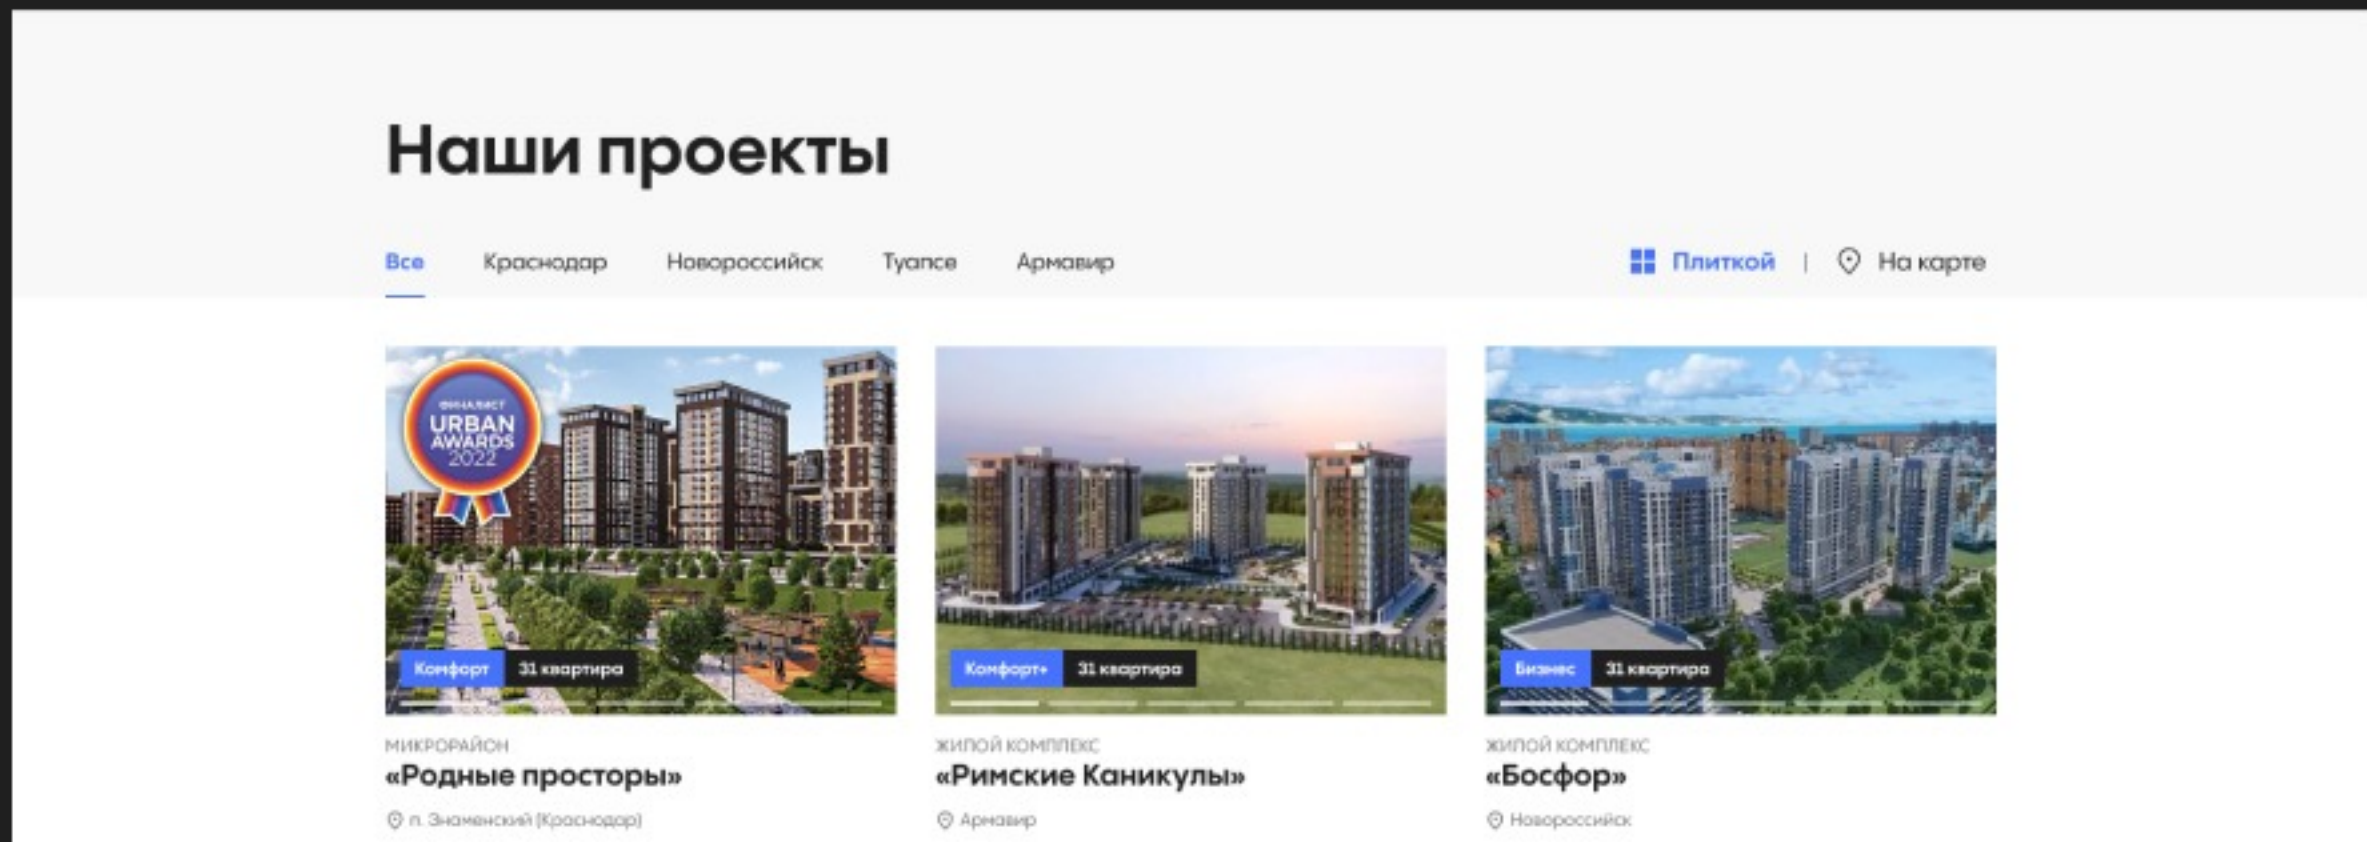 Наши проекты
Все Краснодар Новороссийск Туапсе Армавир Плиткой | На карте
ФИНАЛИСТ
URBAN
AWARDS
2022
Комфорт 31 квартира
Комфорт+ 31 квартира
Бизнес 31 квартира
МИКРОРАЙОН
«Родные просторы»
п. Знаменский (Краснодар)
ЖИЛОЙ КОМПЛЕКС
«Римские Каникулы»
Армавир
ЖИЛОЙ КОМПЛЕКС
«Босфор»
Новороссийск